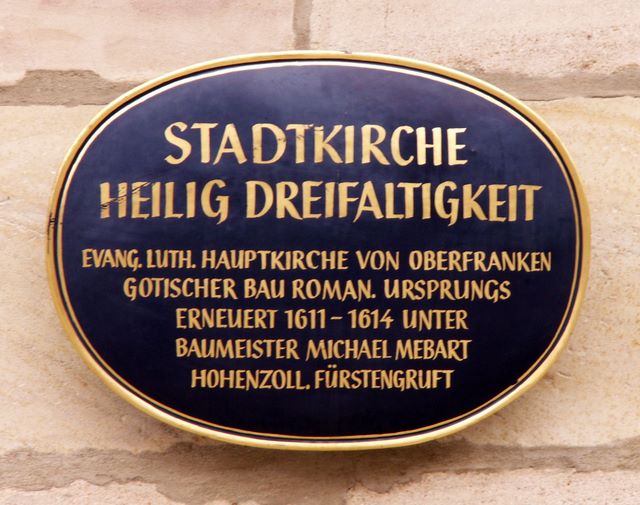 STADTKIRCHE
HEILIG DREIFALTIGKEIT
EVANG. LUTH. HAUPTKIRCHE VON OBERFRANKEN
GOTISCHER BAU ROMAN. URSPRUNGS
ERNEUERT 1611 - 1614 UNTER
BAUMEISTER MICHAEL MEBART
HOHENZOLL. FÜRSTENGRUFT